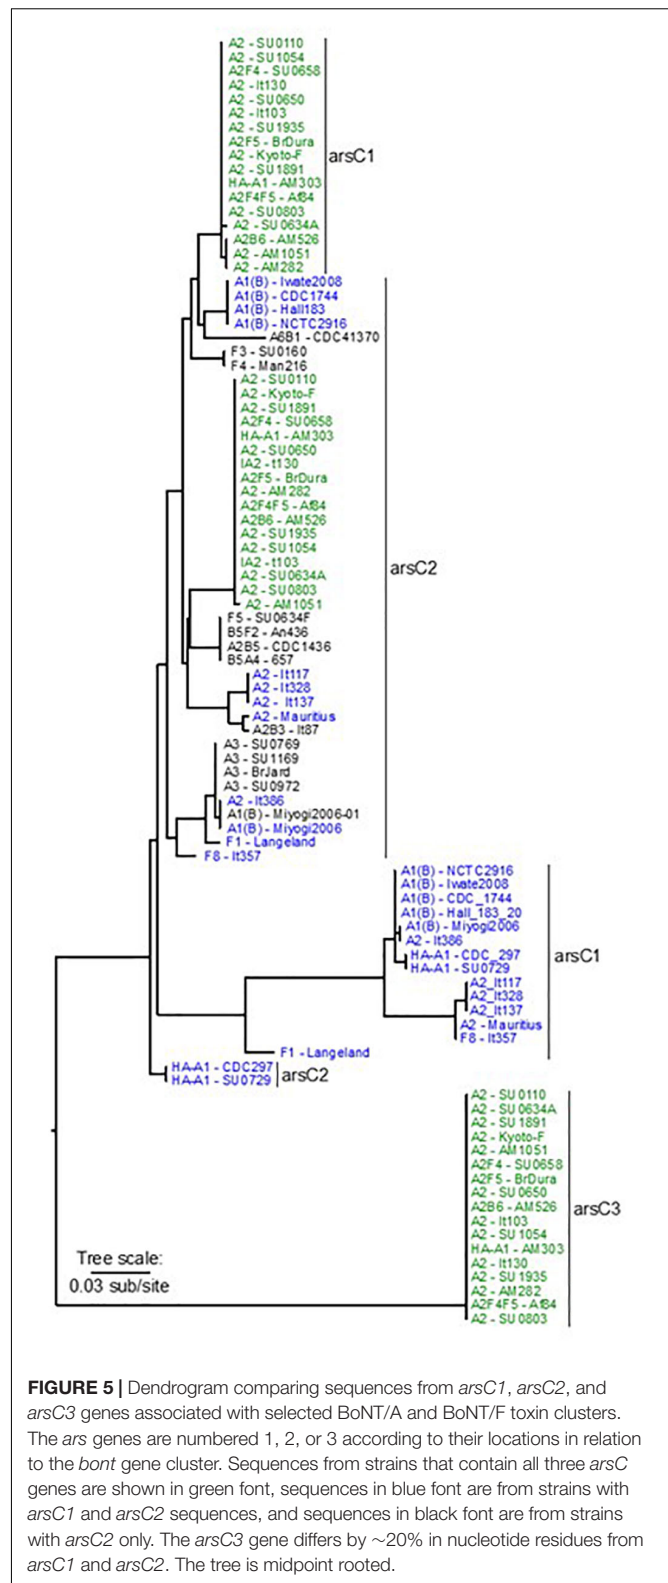 A2 - SU0110
A2 - SU1054
A2F4 - SU0658
A2 - It130
A2 - SU0650
A2 - It103
A2 - SU1935
A2F5 - BrDura
arsC1
A2 - Kyoto-F
A2 - SU1891
HA-A1 - AM303
A2F4F5 - Af84
A2 - SU0803
A2 - SU0634A
A2B6 - AM526
A2 - AM1051
A2 - AM282
A1(B) - Iwate2008
A1(B) - CDC1744
A1(B) - Hall183
A1(B) - NCTC2916
A6B1 - CDC41370
F3 - SU0160
F4 - Man216
A2 - SU0110
A2 - Kyoto-F
A2 - SU1891
A2F4 - SU0658
HA-A1 - AM303
A2 - SU0650
IA2 - t130
A2F5 - BrDura
A2 - AM282
A2F4F5 - Af84
A2B6 - AM526
A2 - SU1935
A2 - SU1054
IA2 - t103
arsC2
A2 - SU0634A
A2 - SU0803
A2 - AM1051
F5 - SU0634F
B5F2 - An436
A2B5 - CDC1436
B5A4 - 657
A2 - It117
A2 - It328
A2 - It137
A2 - Mauritius
A2B3 - It87
A3 - SU0769
A3 - SU1169
A3 - BrJard
A3 - SU0972
A2 - It386
A1(B) - Miyogi2006-01
A1(B) - Miyogi2006
F1 - Langeland
F8 - It357
A1(B) - NCTC2916
A1(B) - Iwate2008
A1(B) - CDC_1744
A1(B) - Hall_183_20
A1(B) - Miyogi2006
A2 - It386
HA-A1 - CDC_297
arsC1
HA-A1 - SU0729
A2_It117
A2_It328
A2_It137
A2 - Mauritius
F8 - It357
F1 - Langeland
HA-A1 - CDC297
HA-A1 - SU0729
arsC2
A2 - SU0110
A2 - SU0634A
A2 - SU1891
A2 - Kyoto-F
A2 - AM1051
A2F4 - SU0658
A2F5 - BrDura
A2 - SU0650
A2B6 - AM526
arsC3
A2 - It103
A2 - SU1054
HA-A1 - AM303
A2 - It130
A2 - SU1935
A2 - AM282
A2F4F5 - Af84
A2 - SU0803
Tree scale:
0.03 sub/site
FIGURE 5 | Dendrogram comparing sequences from arsC1, arsC2, and
arsC3 genes associated with selected BoNT/A and BoNT/F toxin clusters.
The ars genes are numbered 1, 2, or 3 according to their locations in relation
to the bont gene cluster. Sequences from strains that contain all three arsC
genes are shown in green font, sequences in blue font are from strains with
arsC1 and arsC2 sequences, and sequences in black font are from strains
with arsC2 only. The arsC3 gene differs by ~20% in nucleotide residues from
arsC1 and arsC2. The tree is midpoint rooted.